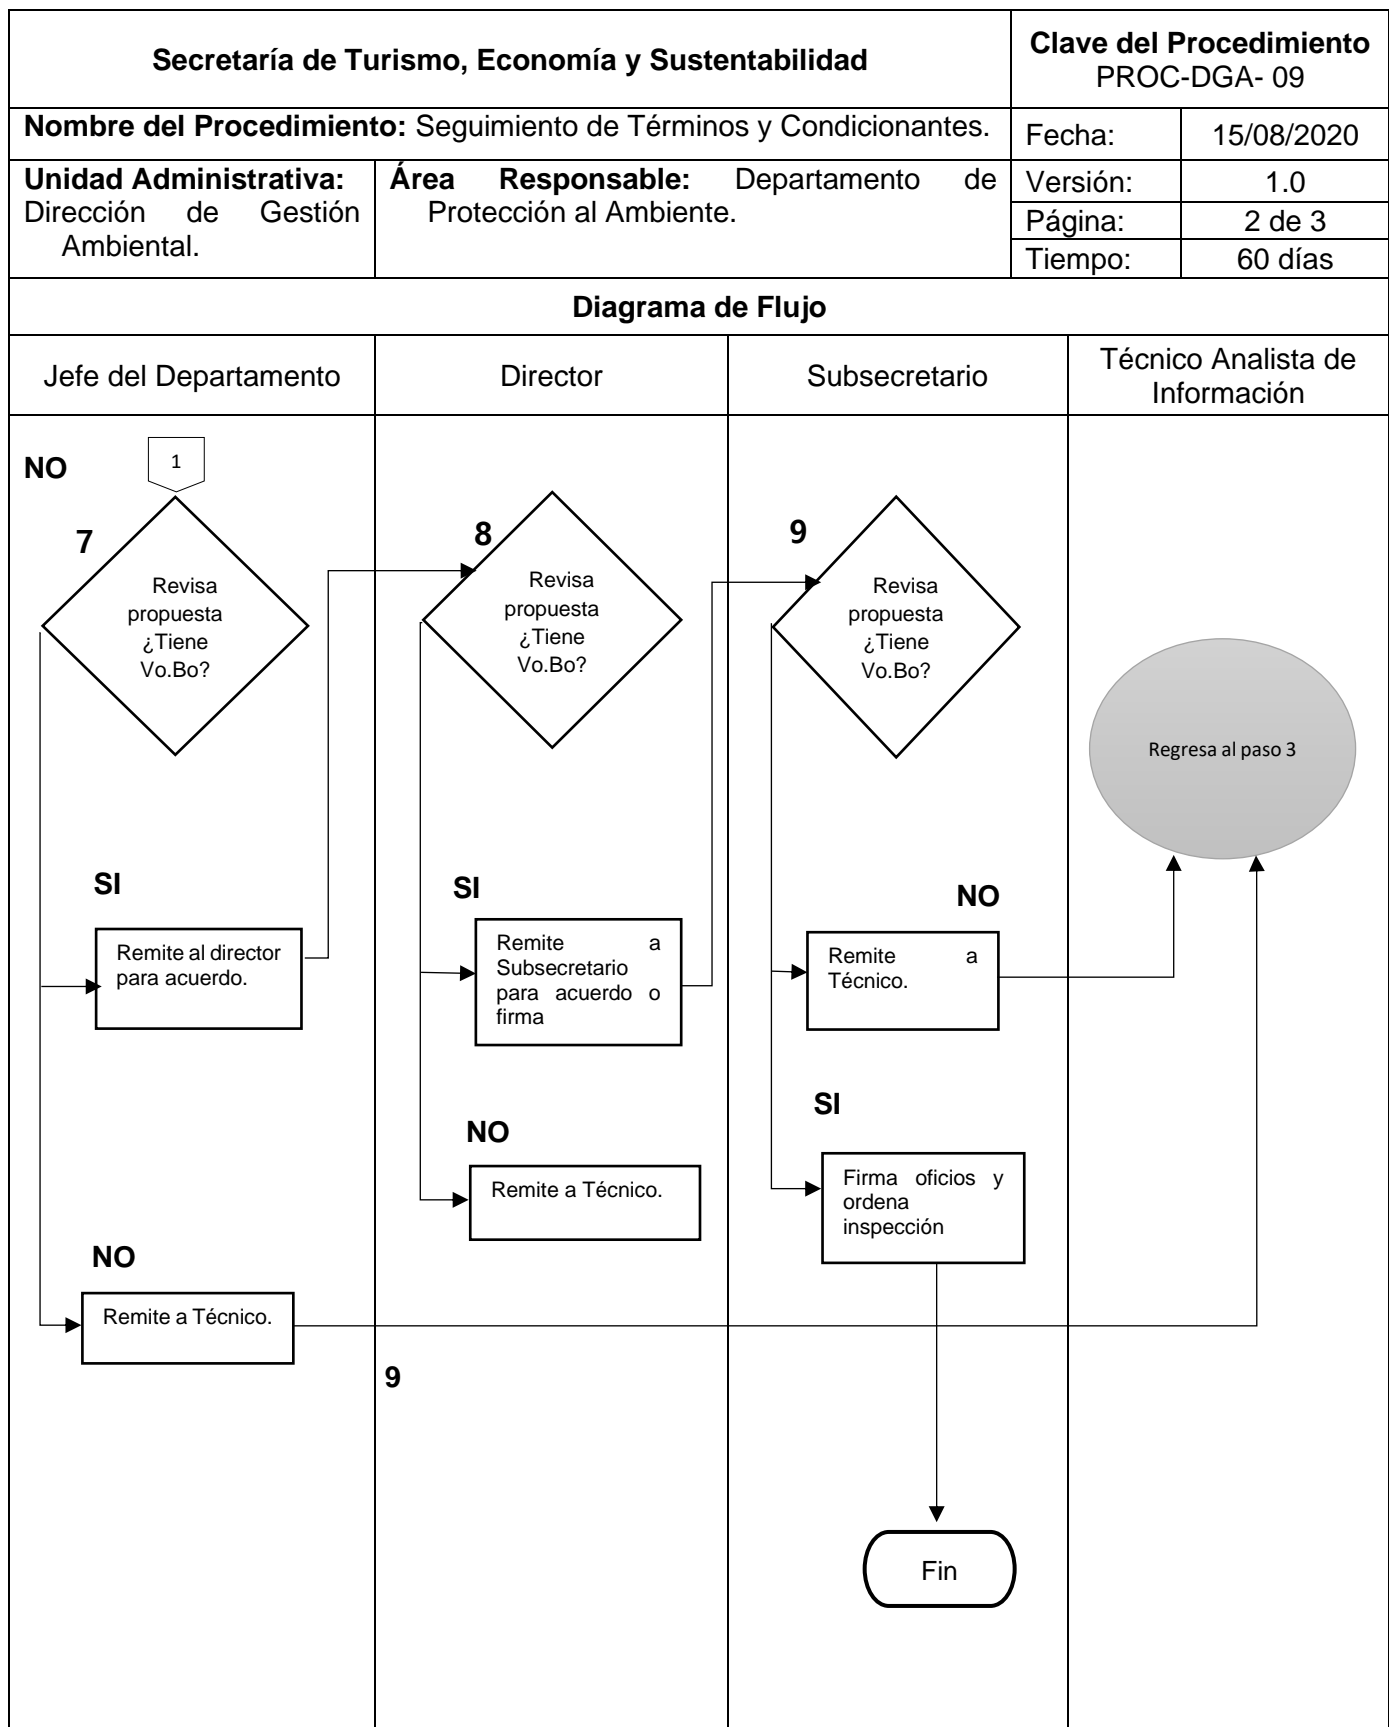 Secretaría de Turismo, Economía y Sustentabilidad
Clave del Procedimiento
PROC-DGA- 09
Nombre del Procedimiento: Seguimiento de Términos y Condicionantes.
Fecha:
15/08/2020
Unidad Administrativa:
Dirección de Gestión
Ambiental.
Área Responsable: Departamento de
Protección al Ambiente.
Versión:
1.0
Página:
2 de 3
Tiempo:
60 días
Diagrama de Flujo
Jefe del Departamento
Director
Subsecretario
Técnico Analista de
Información
NO
1
7
Revisa
propuesta
¿Tiene
Vo.Bo?
8
Revisa
propuesta
¿Tiene
Vo.Bo?
9
Revisa
propuesta
¿Tiene
Vo.Bo?
Regresa al paso 3
SI
Remite al director
para acuerdo.
SI
Remite a
Subsecretario
para acuerdo o
firma
NO
Remite a
Técnico.
NO
Remite a Técnico.
SI
Firma oficios y
ordena
inspección
NO
Remite a Técnico.
9
Fin